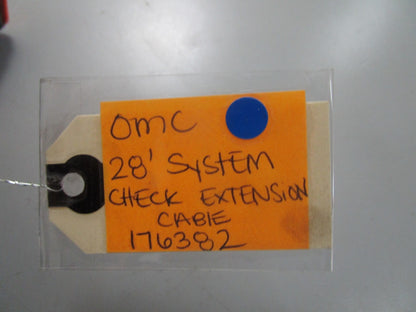 OMC
28' SYSTEM
CHECK EXTENSION
CABLE
176382